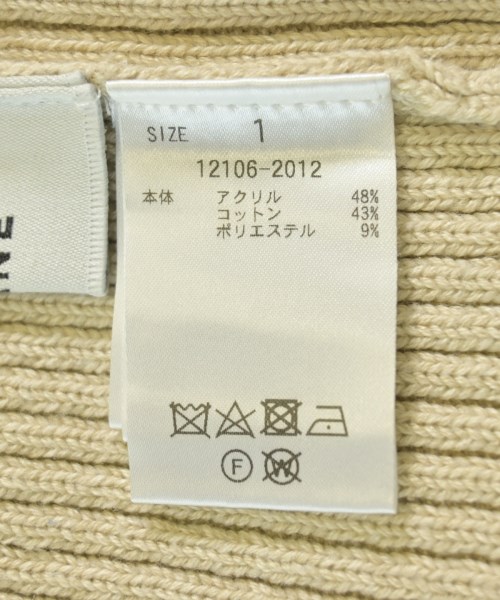 SIZE 1
12106-2012
本体 アクリル 48%
コットン 43%
ポリエステル 9%
F W
NE